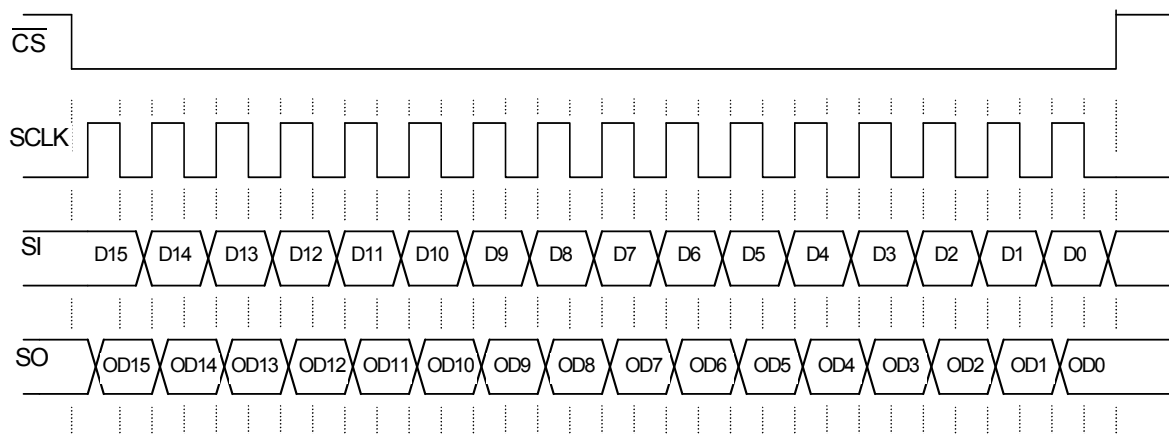 CS
SCLK
SI D15 D14 D13 D12 D11 D10 D9 D8 D7 D6 D5 D4 D3 D2 D1 D0
SO OD15 OD14 OD13 OD12 OD11 OD10 OD9 OD8 OD7 OD6 OD5 OD4 OD3 OD2 OD1 OD0